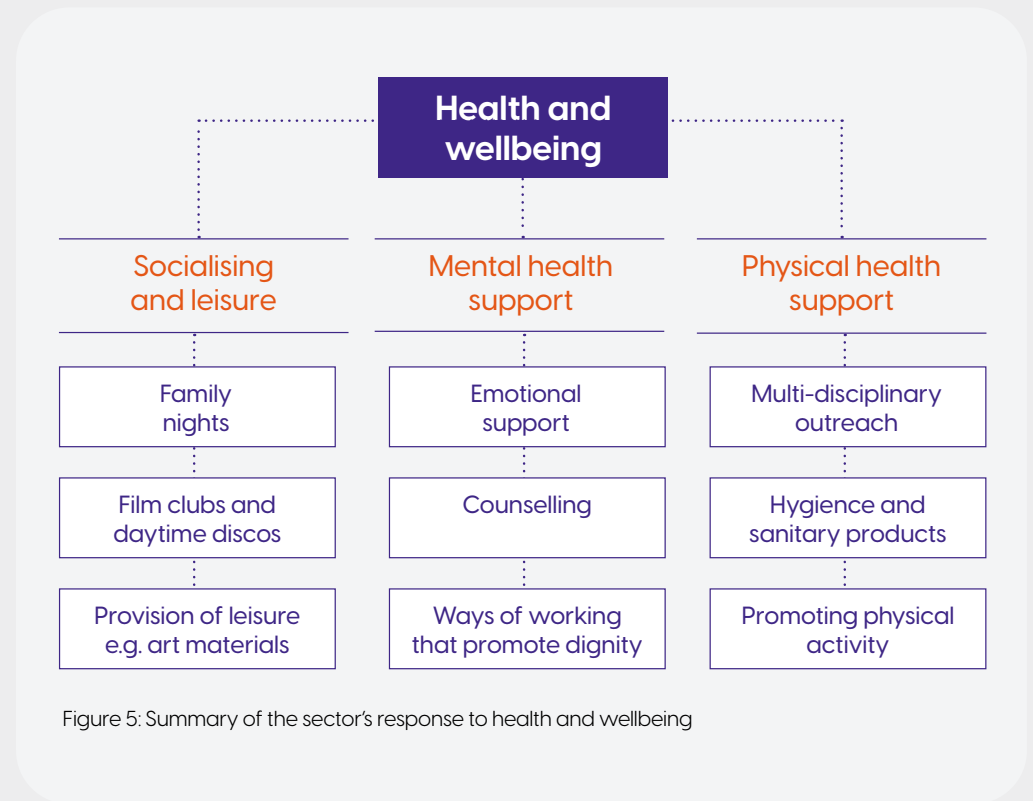 Health and
wellbeing
Socialising
and leisure
Family
nights
Film clubs and
daytime discos
Provision of leisure
e.g. art materials
Mental health
support
Emotional
support
Counselling
Ways of working
that promote dignity
Physical health
support
Multi-disciplinary
outreach
Hygiene and
sanitary products
Promoting physical
activity
Figure 5: Summary of the sector's response to health and wellbeing